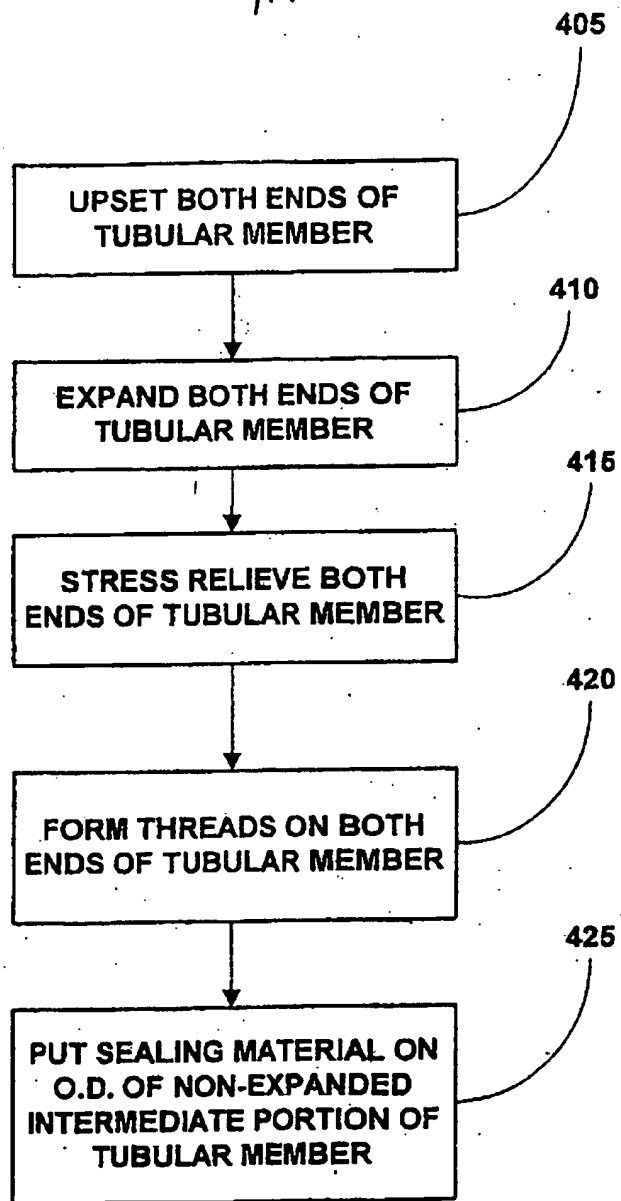 405
UPSET BOTH ENDS OF
TUBULAR MEMBER
410
EXPAND BOTH ENDS OF
TUBULAR MEMBER
415
STRESS RELIEVE BOTH
ENDS OF TUBULAR MEMBER
420
FORM THREADS ON BOTH
ENDS OF TUBULAR MEMBER
425
PUT SEALING MATERIAL ON
O.D. OF NON-EXPANDED
INTERMEDIATE PORTION OF
TUBULAR MEMBER